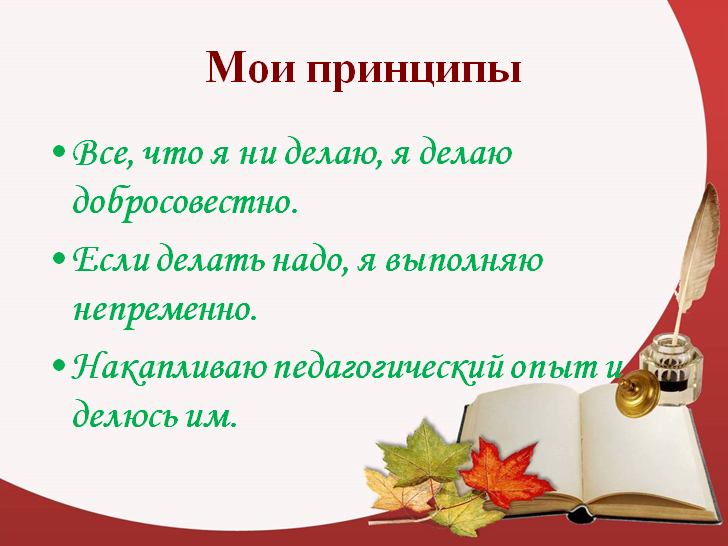 Мои принципы
• Все, что я ни делаю, я делаю
добросовестно.
• Если делать надо, я выполняю
непременно.
• Накапливаю педагогический опыт и
делюсь им.